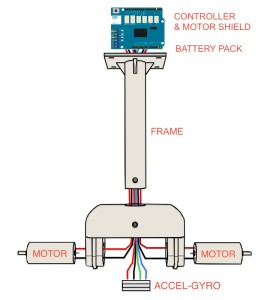 CONTROLLER
& MOTOR SHIELD
BATTERY PACK
FRAME
MOTOR
MOTOR
ACCEL-GYRO